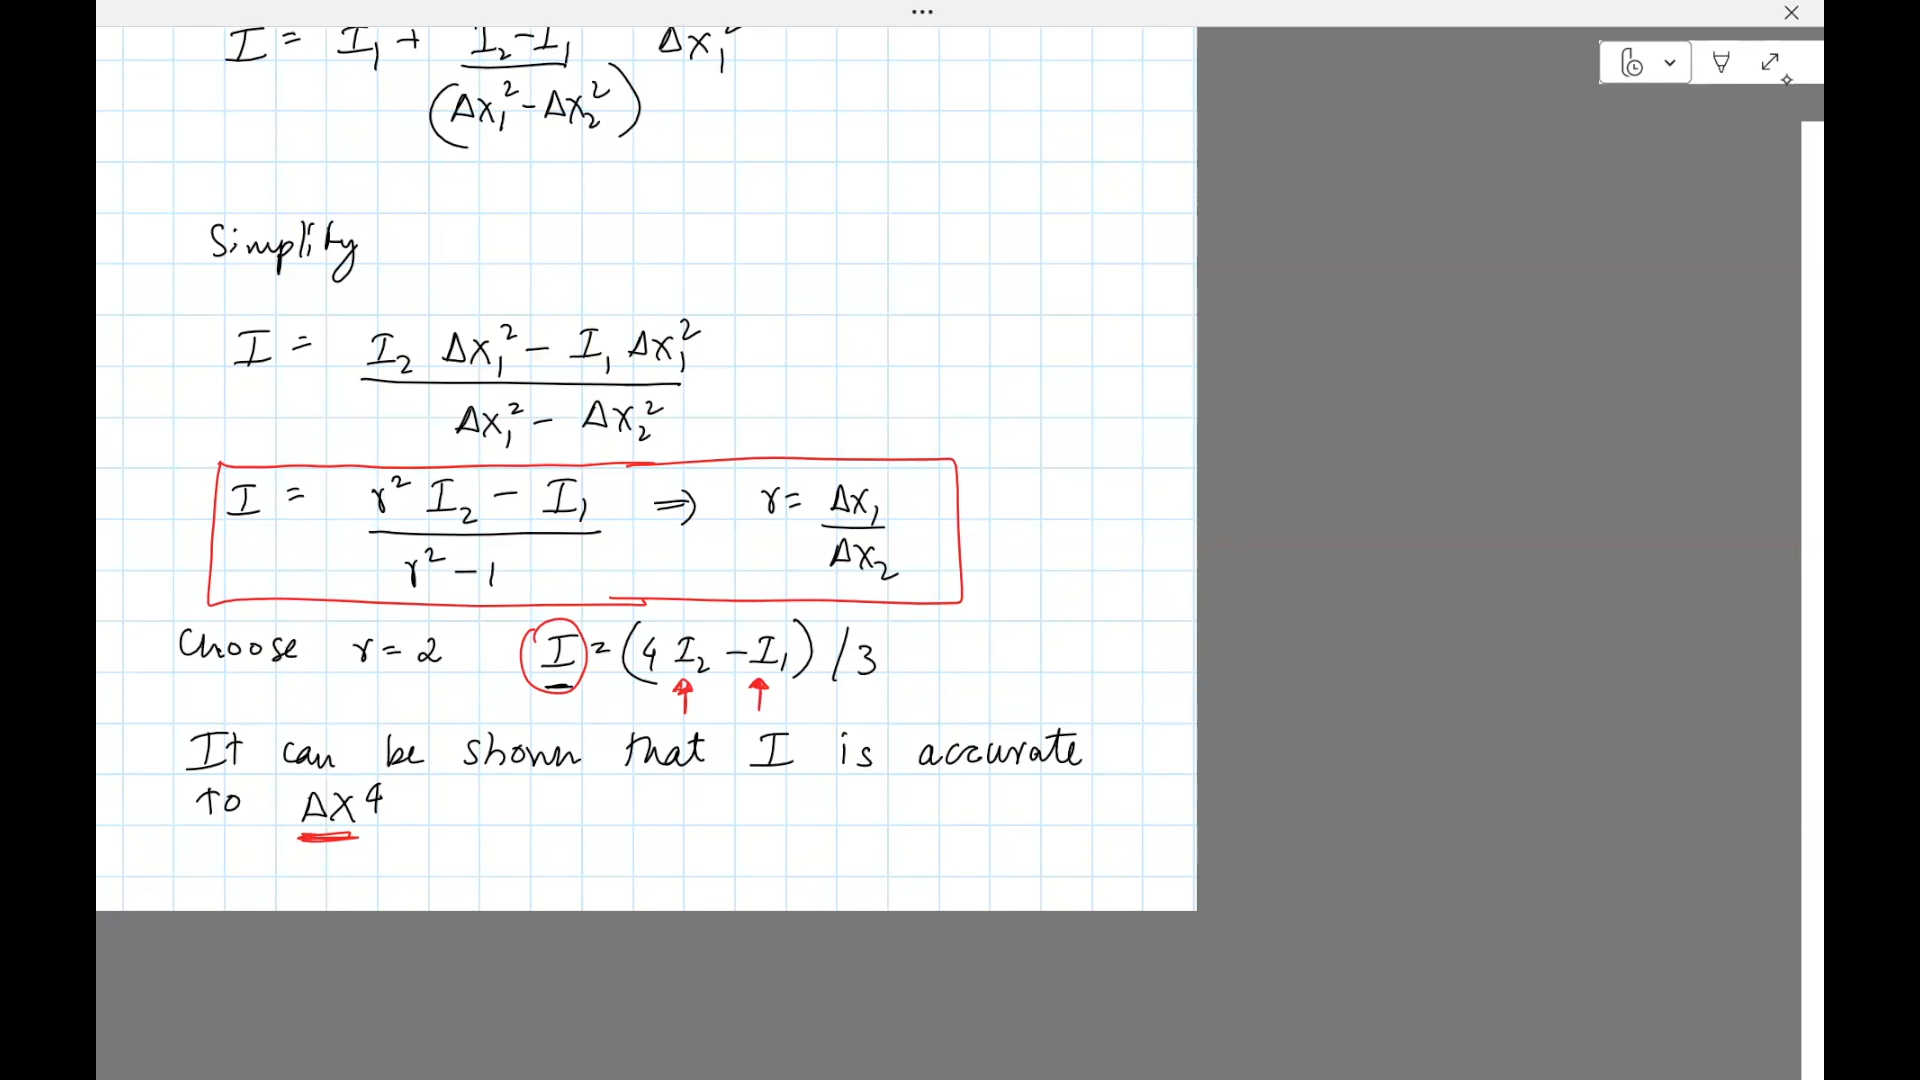 I = I₁ + (I₂ - I₁) / (Δx₁² - Δx₂²) Δx₁²
Simplify
I = (I₂ Δx₁² - I₁ Δx₁²) / (Δx₁² - Δx₂²)
I = (r² I₂ - I₁) / (r² - 1) ⇒ r = Δx₁ / Δx₂
Choose r = 2 I = (4 I₂ - I₁) / 3
It can be shown that I is accurate
to Δx⁴